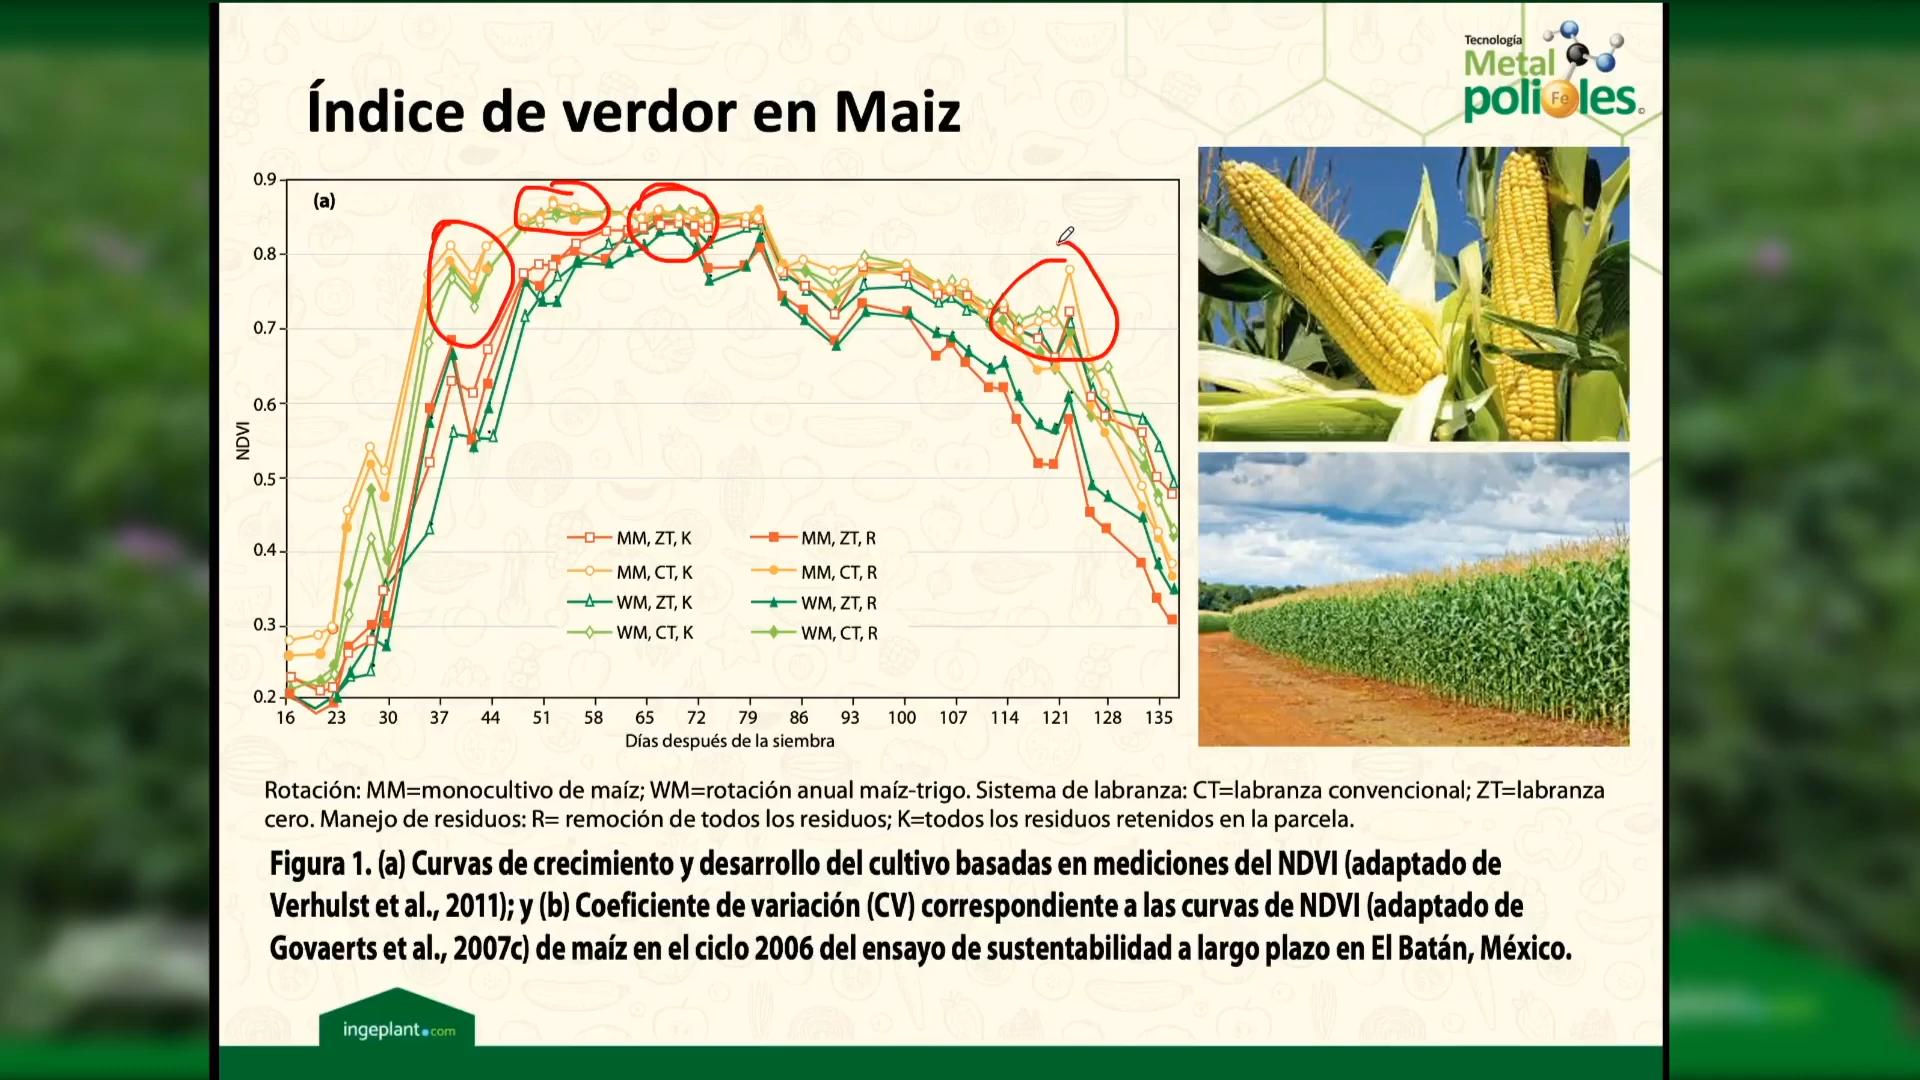 Índice de verdor en Maiz
Tecnología
Metal
polioles
Fe
(a)
0.9
0.8
0.7
0.6
0.5
0.4
0.3
0.2
NDVI
MM, ZT, K
MM, ZT, R
MM, CT, K
MM, CT, R
WM, ZT, K
WM, ZT, R
WM, CT, K
WM, CT, R
16 23 30 37 44 51 58 65 72 79 86 93 100 107 114 121 128 135
Días después de la siembra
Rotación: MM=monocultivo de maíz; WM=rotación anual maíz-trigo. Sistema de labranza: CT=labranza convencional; ZT=labranza
cero. Manejo de residuos: R= remoción de todos los residuos; K=todos los residuos retenidos en la parcela.
Figura 1. (a) Curvas de crecimiento y desarrollo del cultivo basadas en mediciones del NDVI (adaptado de
Verhulst et al., 2011); y (b) Coeficiente de variación (CV) correspondiente a las curvas de NDVI (adaptado de
Govaerts et al., 2007c) de maíz en el ciclo 2006 del ensayo de sustentabilidad a largo plazo en El Batán, México.
ingeplant.com